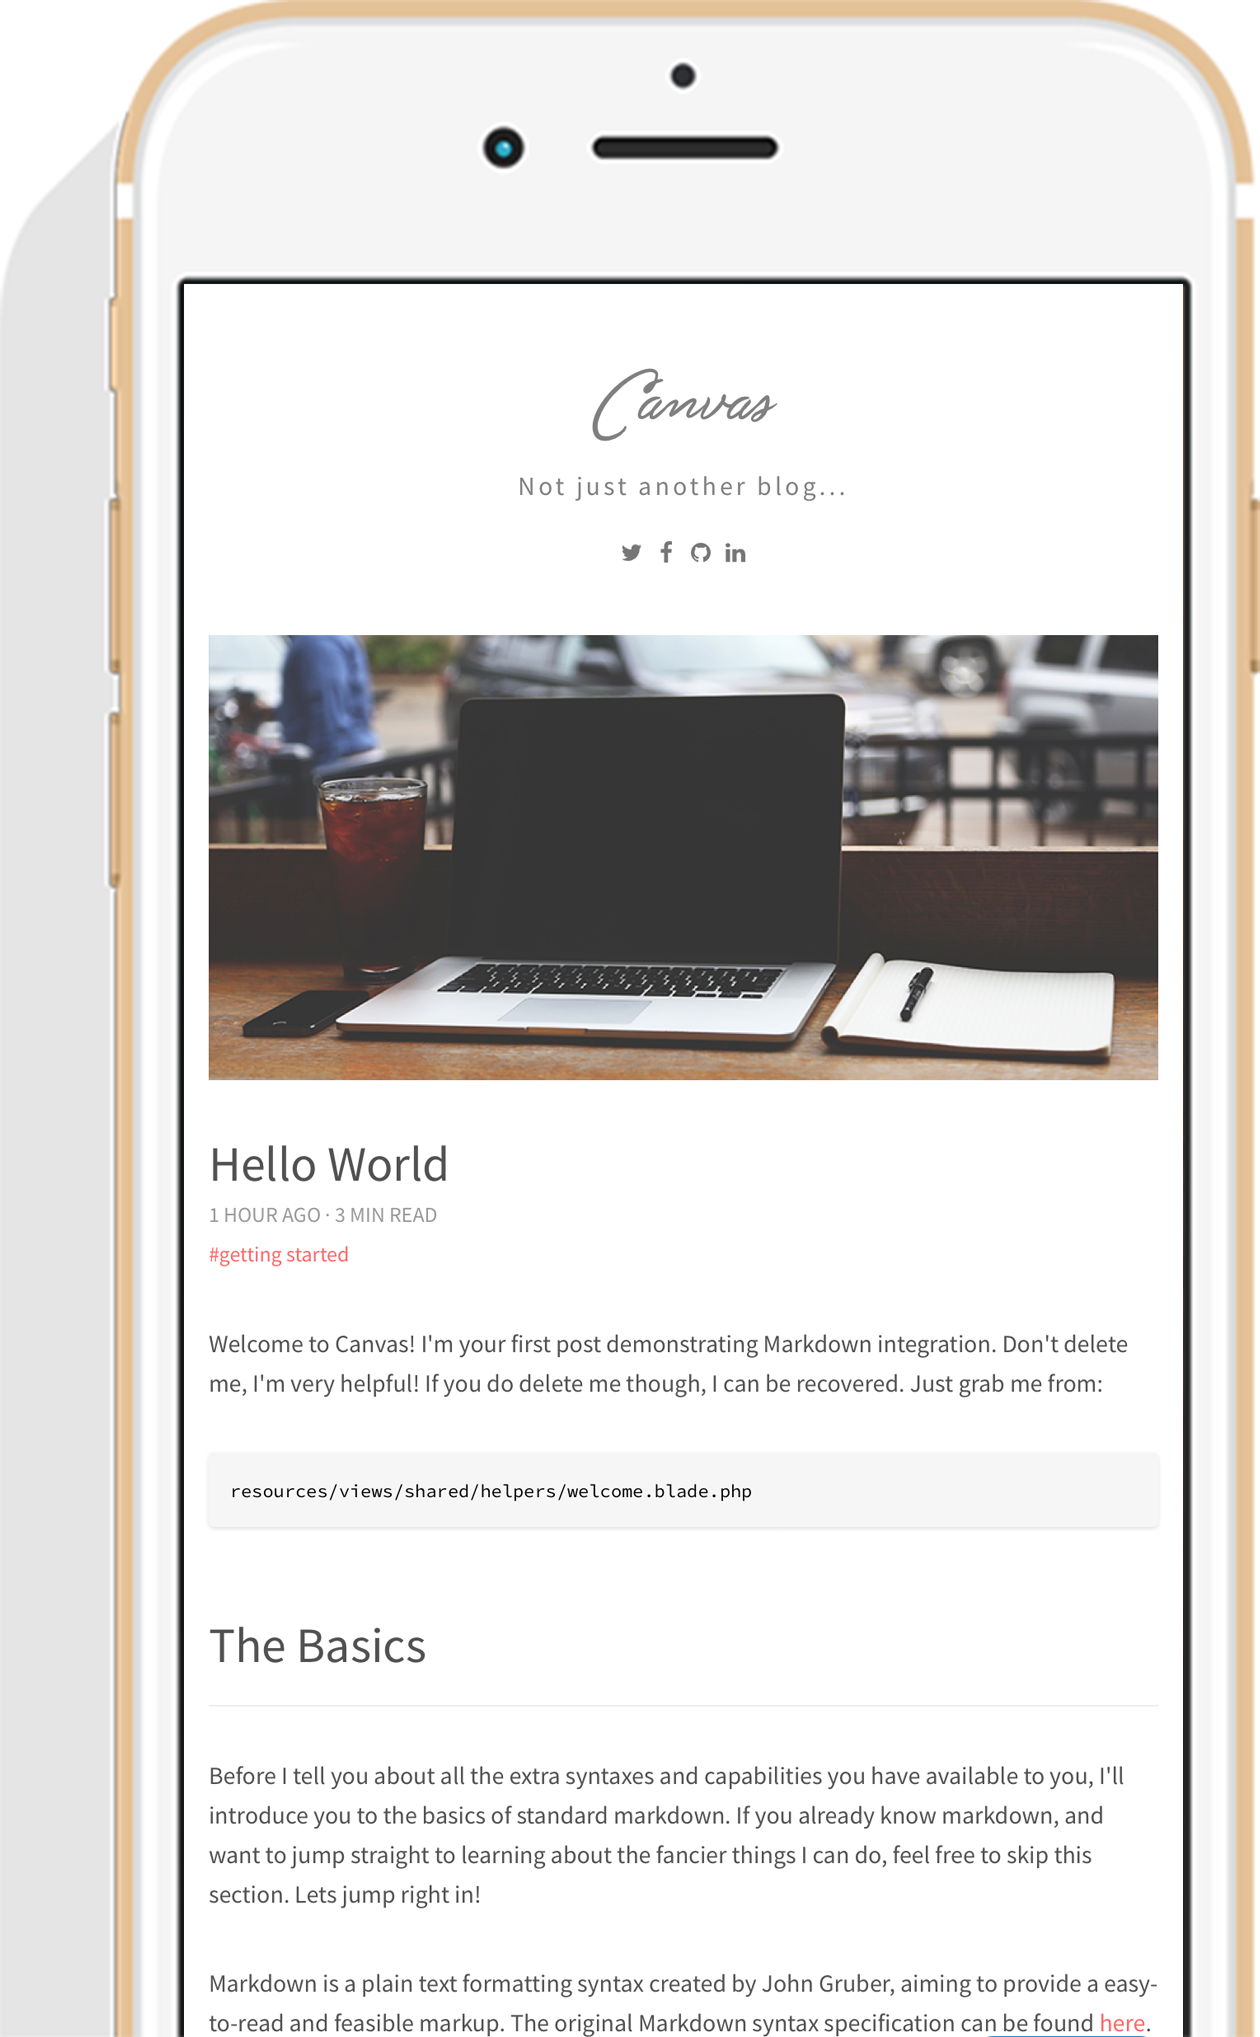 Canvas
Not just another blog...
Hello World
1 HOUR AGO · 3 MIN READ
#getting started
Welcome to Canvas! I'm your first post demonstrating Markdown integration. Don't delete
me, I'm very helpful! If you do delete me though, I can be recovered. Just grab me from:
resources/views/shared/helpers/welcome.blade.php
The Basics
Before I tell you about all the extra syntaxes and capabilities you have available to you, I'll
introduce you to the basics of standard markdown. If you already know markdown, and
want to jump straight to learning about the fancier things I can do, feel free to skip this
section. Lets jump right in!
Markdown is a plain text formatting syntax created by John Gruber, aiming to provide a easy-
to-read and feasible markup. The original Markdown syntax specification can be found here.